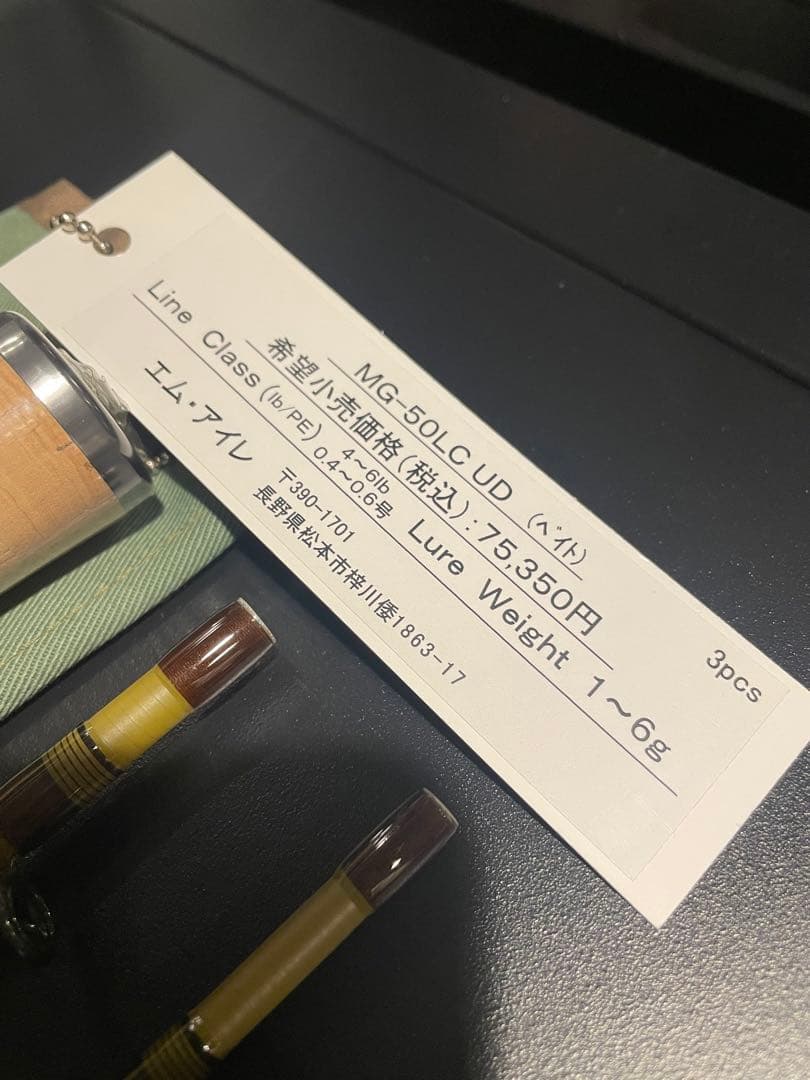 MG-50LC UD (ベイト)
希望小売価格(税込):75,350円
3pcs
Line Class(lb/PE) 4～6lb 0.4～0.6号 Lure Weight 1～6g
エム・アイレ
〒390-1701
長野県松本市梓川倭1863-17